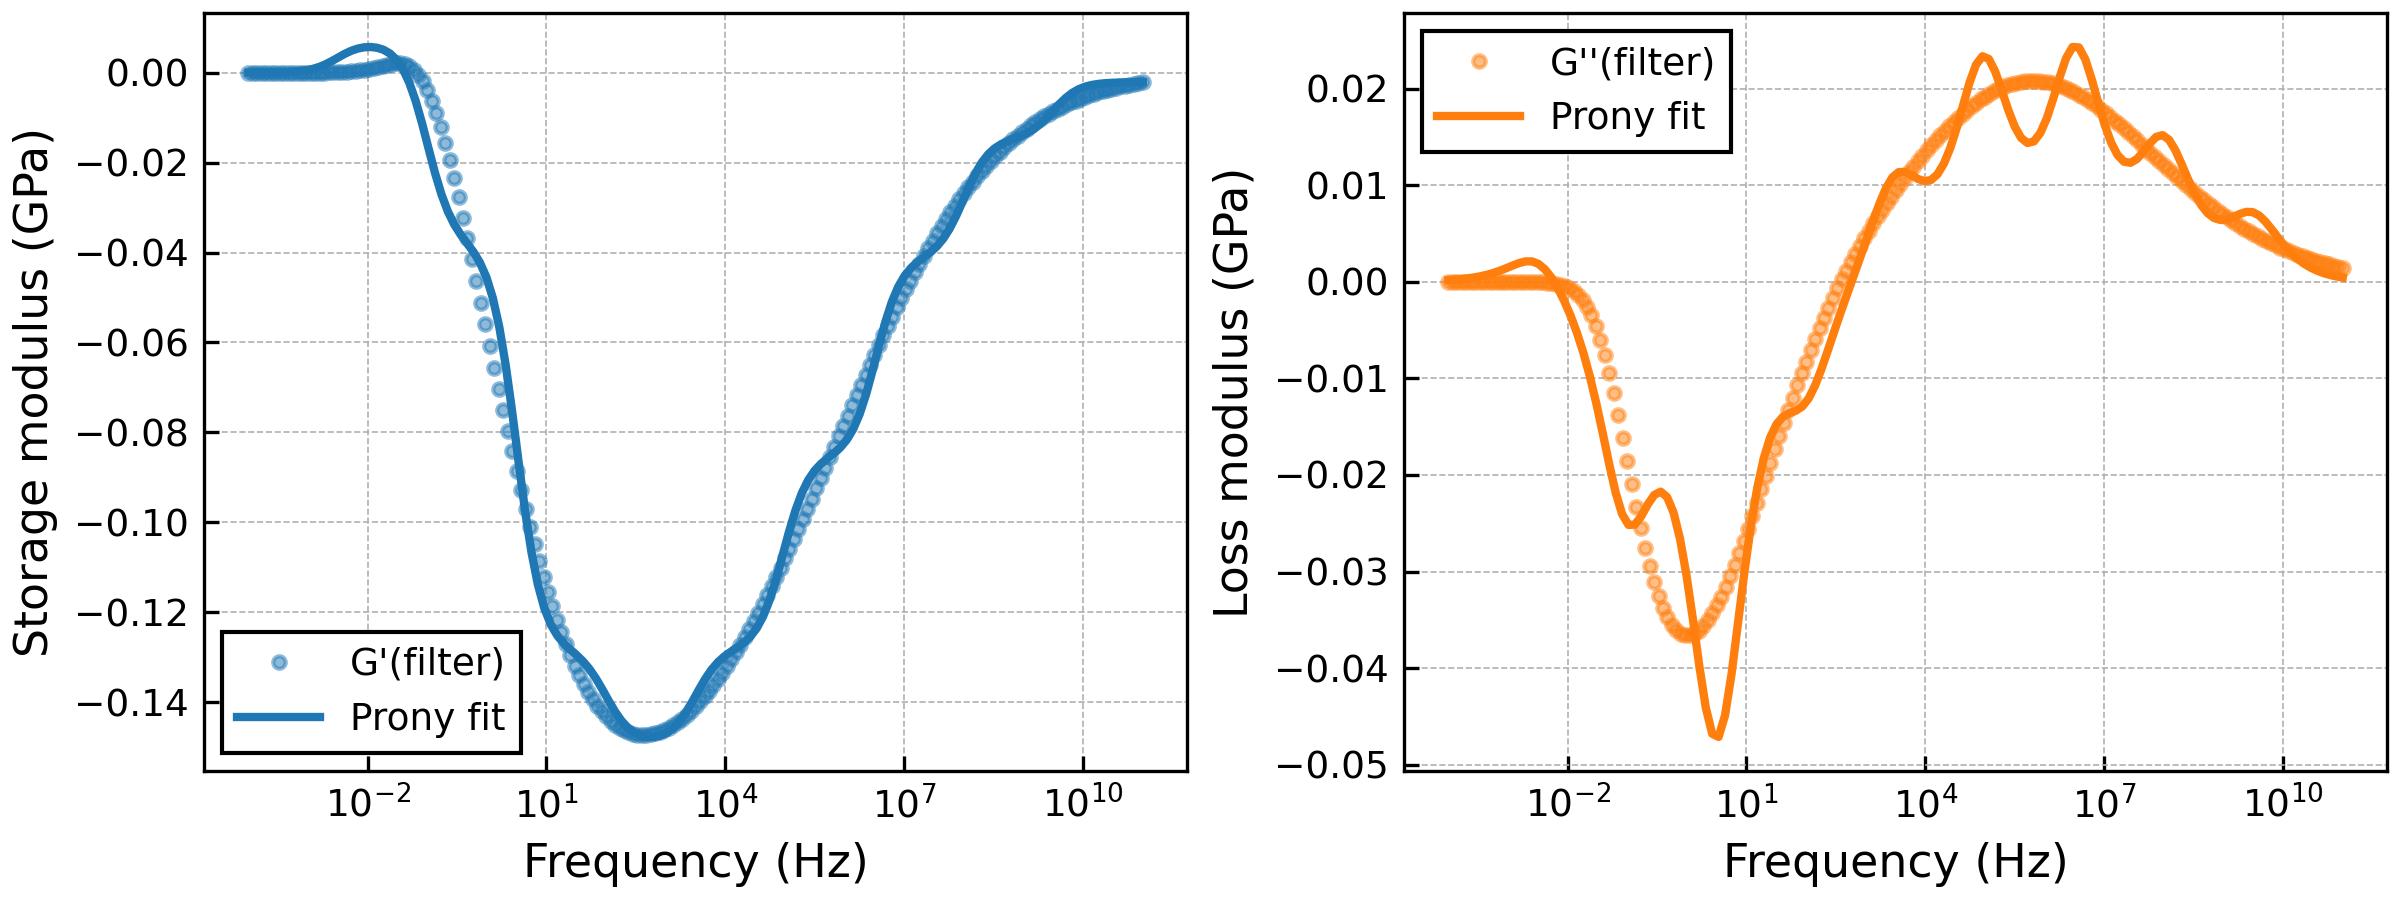 Storage modulus (GPa)
0.00
−0.02
−0.04
−0.06
−0.08
−0.10
−0.12
−0.14
G'(filter)
Prony fit
10⁻² 10¹ 10⁴ 10⁷ 10¹⁰
Frequency (Hz)
Loss modulus (GPa)
0.02
0.01
0.00
−0.01
−0.02
−0.03
−0.04
−0.05
G''(filter)
Prony fit
10⁻² 10¹ 10⁴ 10⁷ 10¹⁰
Frequency (Hz)